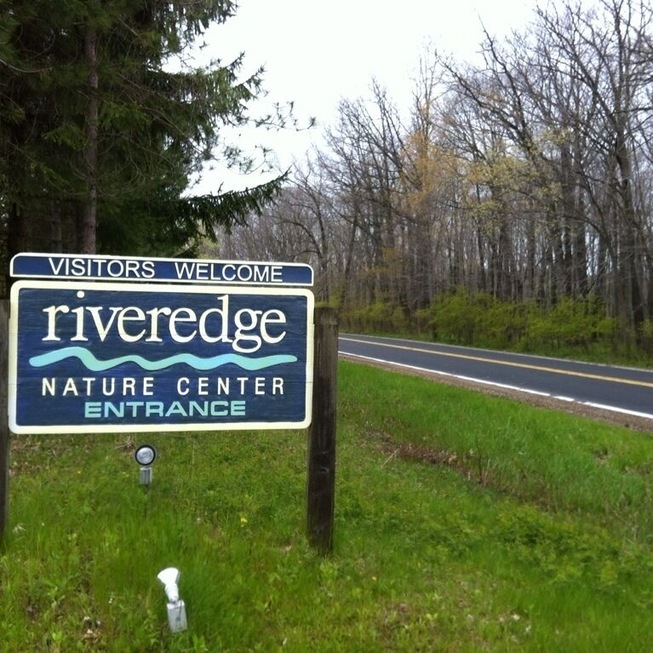 VISITORS WELCOME
riveredge
NATURE CENTER
ENTRANCE